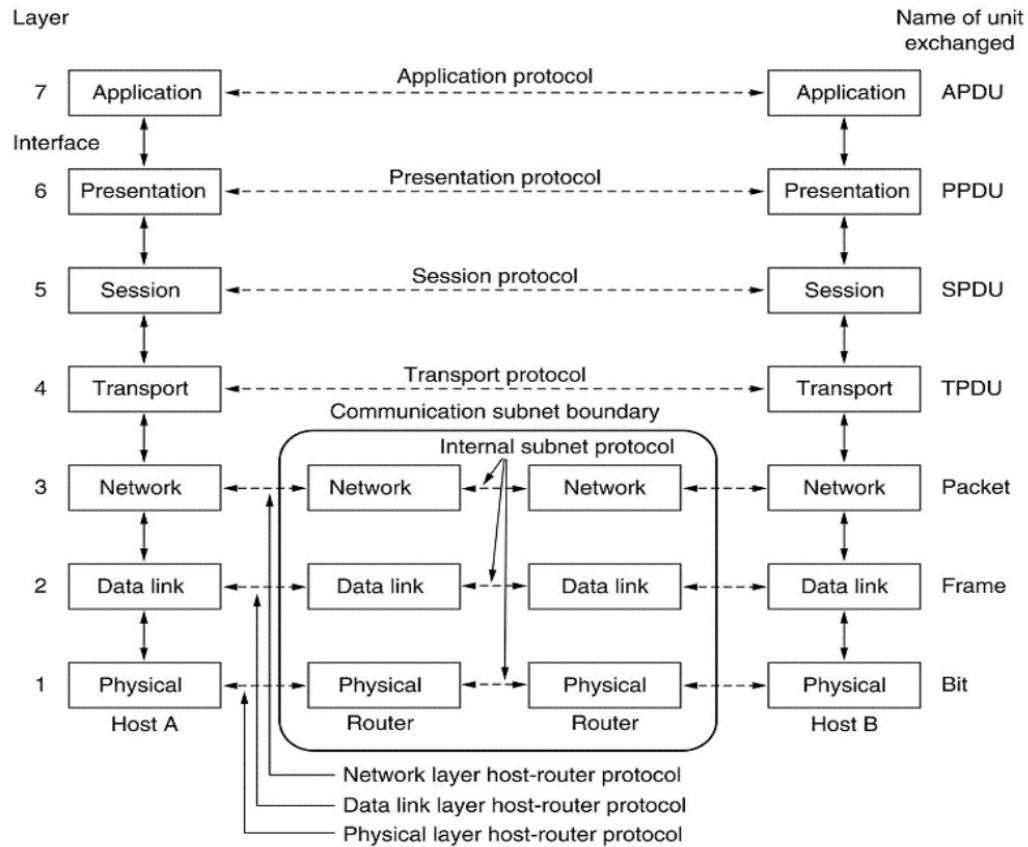 Layer
Name of unit
exchanged
Application protocol
7
Application
Application
APDU
Interface
Presentation protocol
6
Presentation
Presentation
PPDU
Session protocol
5
Session
Session
SPDU
Transport protocol
4
Transport
Transport
TPDU
Communication subnet boundary
Internal subnet protocol
3
Network
Network
Network
Network
Packet
2
Data link
Data link
Data link
Data link
Frame
1
Physical
Physical
Physical
Physical
Bit
Host A
Router
Router
Host B
Network layer host-router protocol
Data link layer host-router protocol
Physical layer host-router protocol